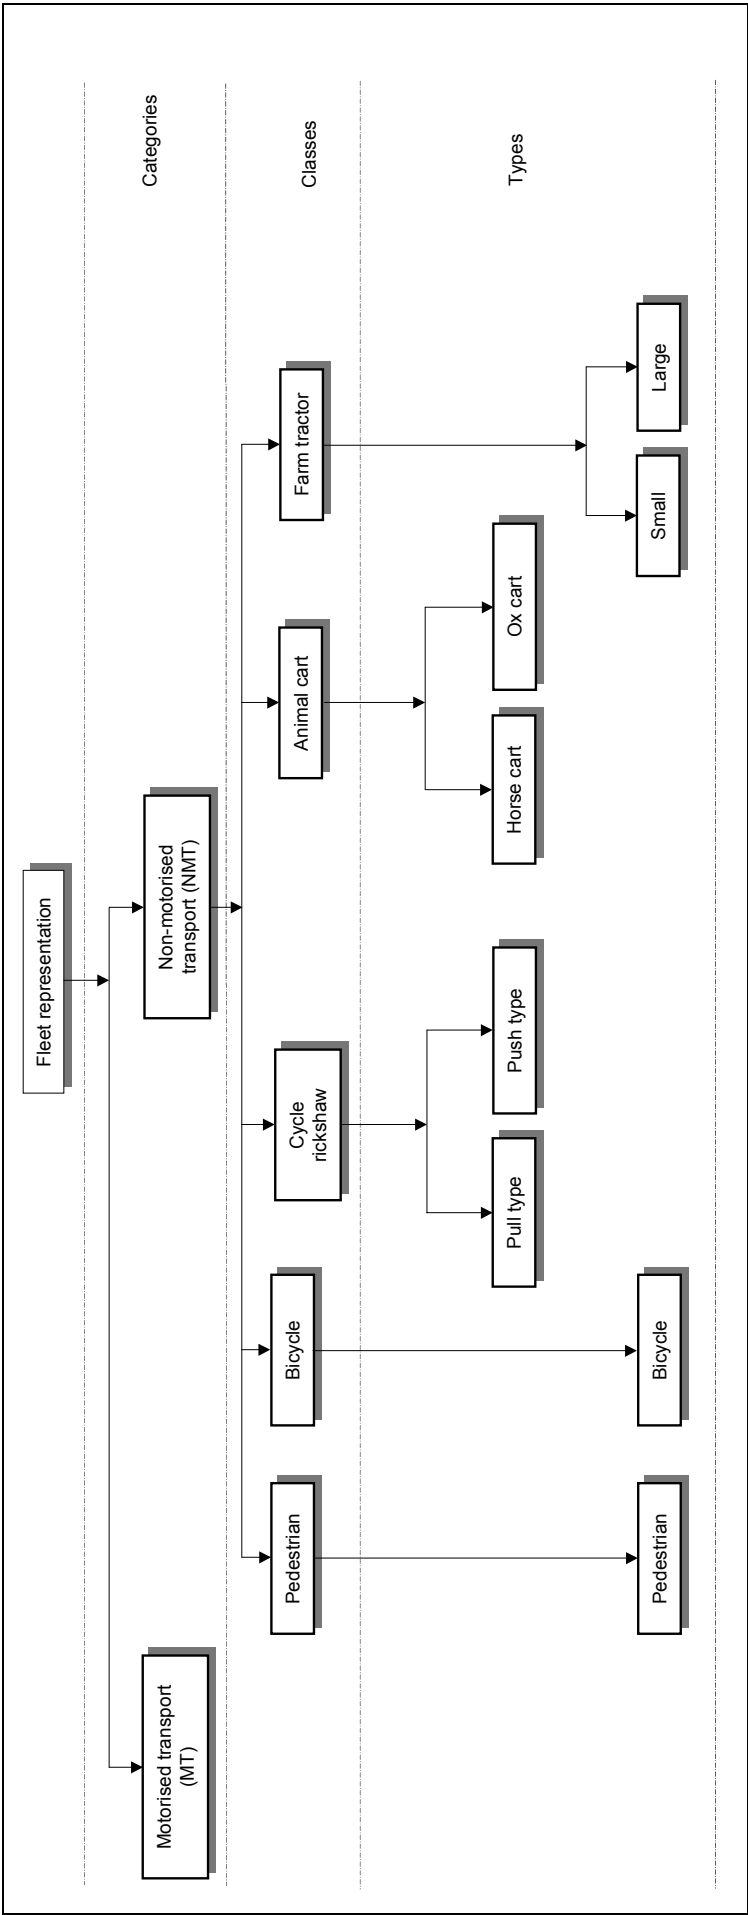 Fleet representation
Categories
Motorised transport
(MT)
Non-motorised
transport (NMT)
Classes
Pedestrian
Bicycle
Cycle
rickshaw
Animal cart
Farm tractor
Types
Pull type
Push type
Horse cart
Ox cart
Pedestrian
Bicycle
Small
Large